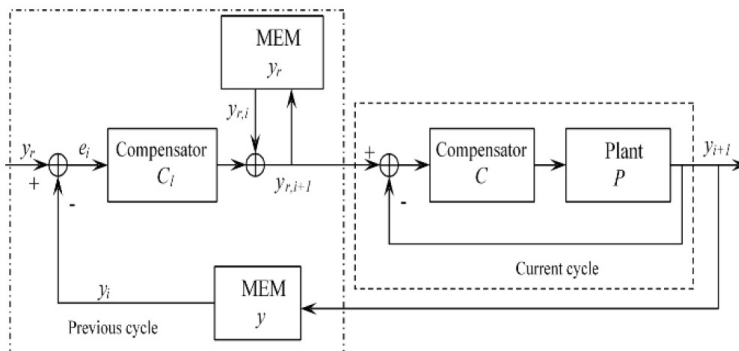 MEM
y_r
y_{r,i}
y_r
e_i
Compensator
C_l
+
-
y_{r,i+1}
+
-
Compensator
C
Plant
P
y_{i+1}
Current cycle
y_i
MEM
y
Previous cycle